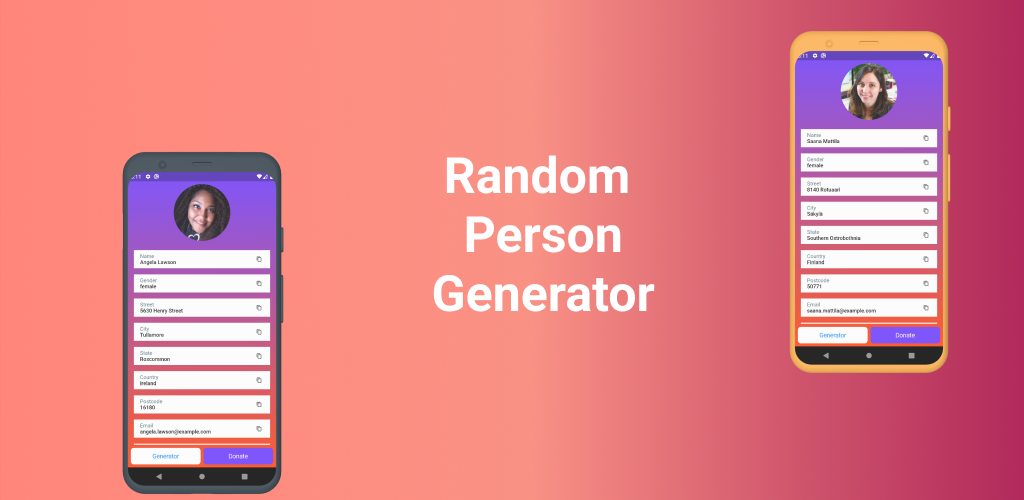 :11
Name
Angela Lawson
Gender
female
Street
5630 Henry Street
City
Tullamore
State
Roscommon
Country
Ireland
Postcode
16180
Email
angela.lawson@example.com
Generator
Donate
Random
Person
Generator
:11
Name
Saana Mattila
Gender
female
Street
8140 Rotuaari
City
Säkylä
State
Southern Ostrobothnia
Country
Finland
Postcode
50771
Email
saana.mattila@example.com
Generator
Donate